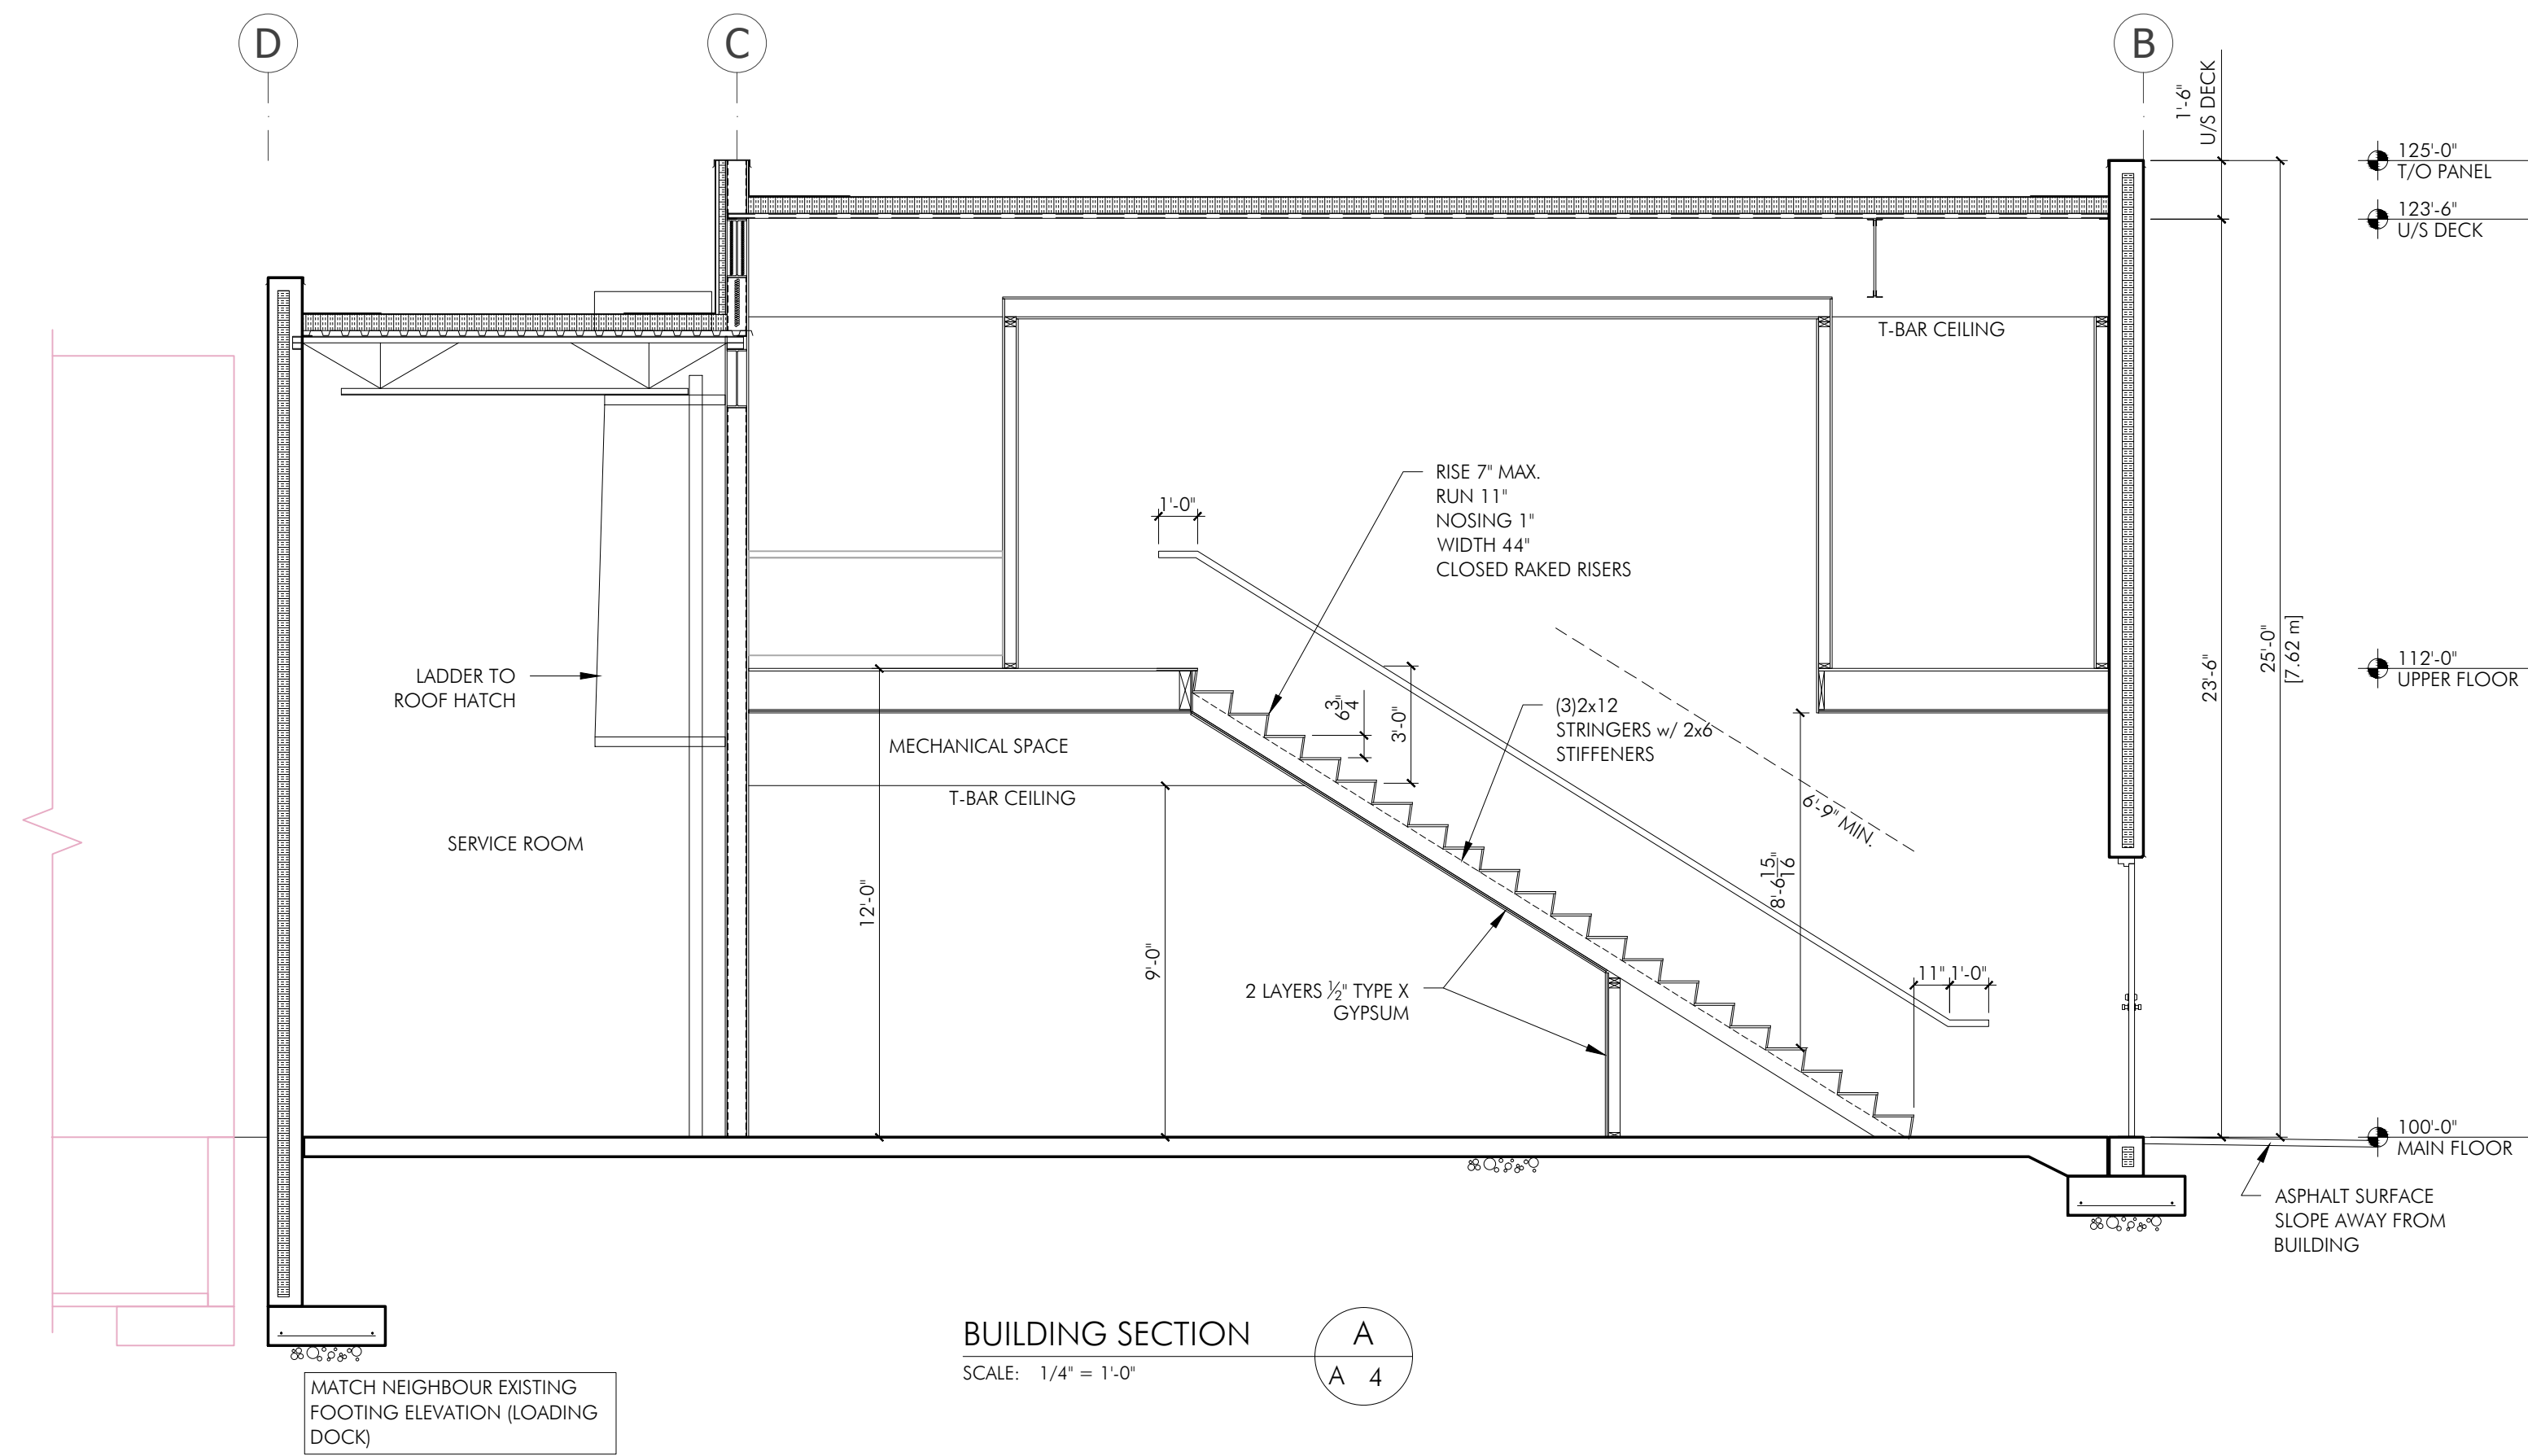 D
C
B
1'-6"
U/S DECK
125'-0"
T/O PANEL
123'-6"
U/S DECK
T-BAR CEILING
RISE 7" MAX.
RUN 11"
NOSING 1"
WIDTH 44"
CLOSED RAKED RISERS
1'-0"
LADDER TO
ROOF HATCH
6 3/4"
3'-0"
(3)2x12
STRINGERS w/ 2x6
STIFFENERS
23'-6"
25'-0"
[7.62 m]
112'-0"
UPPER FLOOR
MECHANICAL SPACE
T-BAR CEILING
6'-9" MIN.
SERVICE ROOM
12'-0"
9'-0"
8'-6 15/16"
2 LAYERS ½" TYPE X
GYPSUM
11" 1'-0"
100'-0"
MAIN FLOOR
ASPHALT SURFACE
SLOPE AWAY FROM
BUILDING
BUILDING SECTION
SCALE: 1/4" = 1'-0"
A
A 4
MATCH NEIGHBOUR EXISTING
FOOTING ELEVATION (LOADING
DOCK)